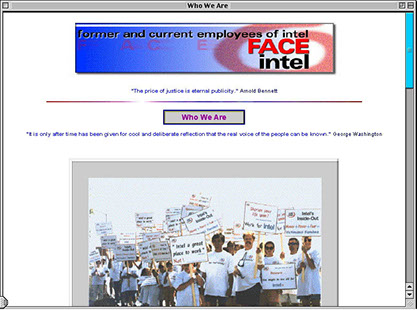 Who We Are
former and current employees of intel
FACE
FACE
intel
"The price of justice is eternal publicity." Arnold Bennett
Who We Are
"It is only after time has been given for cool and deliberate reflection that the real voice of the people can be known." George Washington
Intel's
Inside-Out
Intel a great
place to work?
Not!